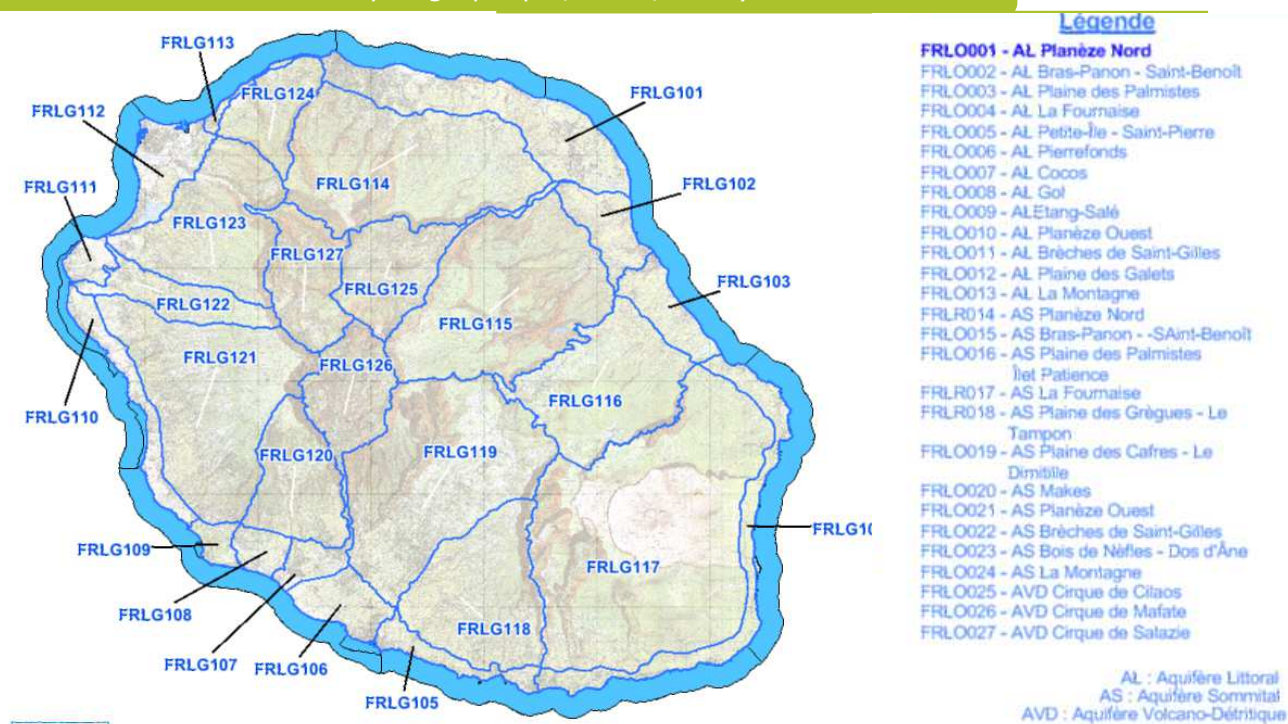 FRLG113
FRLG124
FRLG101
FRLG112
FRLG114
FRLG102
FRLG111
FRLG123
FRLG127
FRLG103
FRLG125
FRLG122
FRLG115
FRLG121
FRLG126
FRLG116
FRLG110
FRLG120
FRLG119
FRLG10
FRLG109
FRLG117
FRLG108
FRLG118
FRLG107
FRLG106
FRLG105
Légende
FRLO001 - AL Planèze Nord
FRLO002 - AL Bras-Panon - Saint-Benoît
FRLO003 - AL Plaine des Palmistes
FRLO004 - AL La Fournaise
FRLO005 - AL Petite-Île - Saint-Pierre
FRLO006 - AL Pierrefonds
FRLO007 - AL Cocos
FRLO008 - AL Gol
FRLO009 - ALEtang-Salé
FRLO010 - AL Planèze Ouest
FRLO011 - AL Brèches de Saint-Gilles
FRLO012 - AL Plaine des Galets
FRLO013 - AL La Montagne
FRLR014 - AS Planèze Nord
FRLO015 - AS Bras-Panon - -SAint-Benoît
FRLO016 - AS Plaine des Palmistes
Îlet Patience
FRLR017 - AS La Fournaise
FRLR018 - AS Plaine des Grègues - Le
Tampon
FRLO019 - AS Plaine des Cafres - Le
Dimitille
FRLO020 - AS Makes
FRLO021 - AS Planèze Ouest
FRLO022 - AS Brèches de Saint-Gilles
FRLO023 - AS Bois de Nèfles - Dos d'Âne
FRLO024 - AS La Montagne
FRLO025 - AVD Cirque de Cilaos
FRLO026 - AVD Cirque de Mafate
FRLO027 - AVD Cirque de Salazie
AL : Aquifère Littoral
AS : Aquifère Sommital
AVD : Aquifère Volcano-Détritique